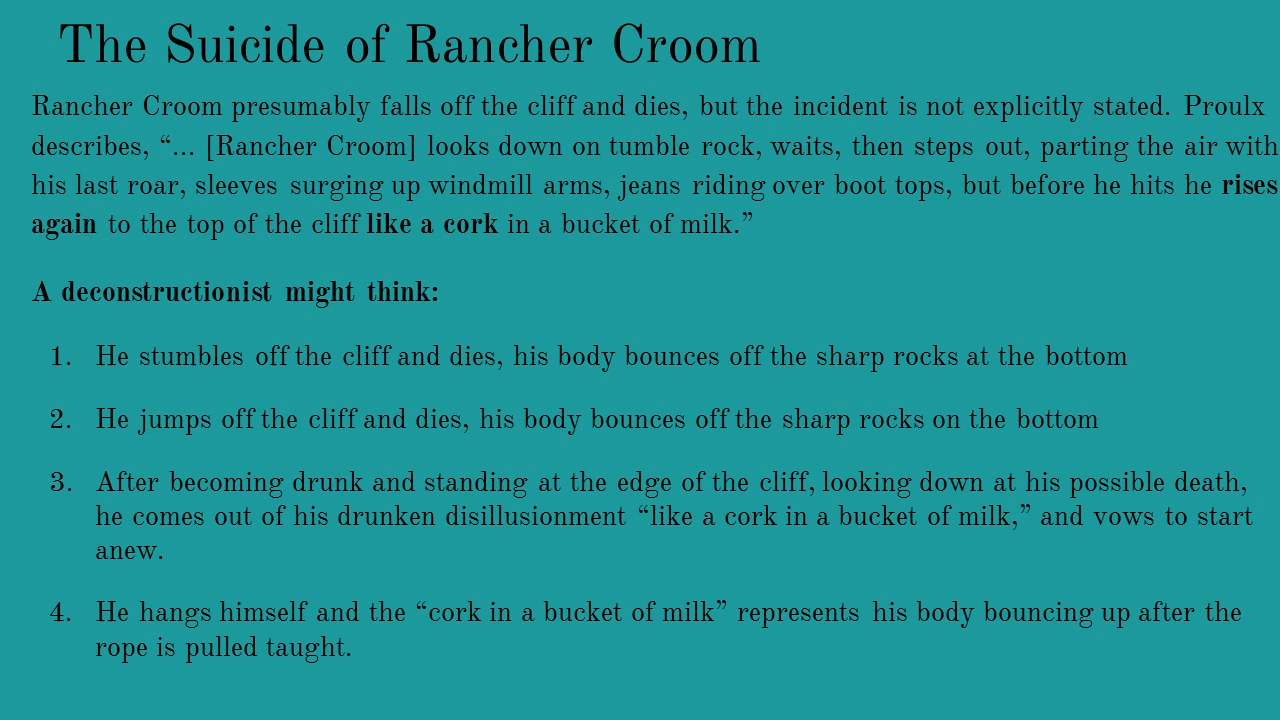 The Suicide of Rancher Croom
Rancher Croom presumably falls off the cliff and dies, but the incident is not explicitly stated. Proulx
describes, “... [Rancher Croom] looks down on tumble rock, waits, then steps out, parting the air with
his last roar, sleeves surging up windmill arms, jeans riding over boot tops, but before he hits he rises
again to the top of the cliff like a cork in a bucket of milk.”
A deconstructionist might think:
1. He stumbles off the cliff and dies, his body bounces off the sharp rocks at the bottom
2. He jumps off the cliff and dies, his body bounces off the sharp rocks on the bottom
3. After becoming drunk and standing at the edge of the cliff, looking down at his possible death,
he comes out of his drunken disillusionment “like a cork in a bucket of milk,” and vows to start
anew.
4. He hangs himself and the “cork in a bucket of milk” represents his body bouncing up after the
rope is pulled taught.